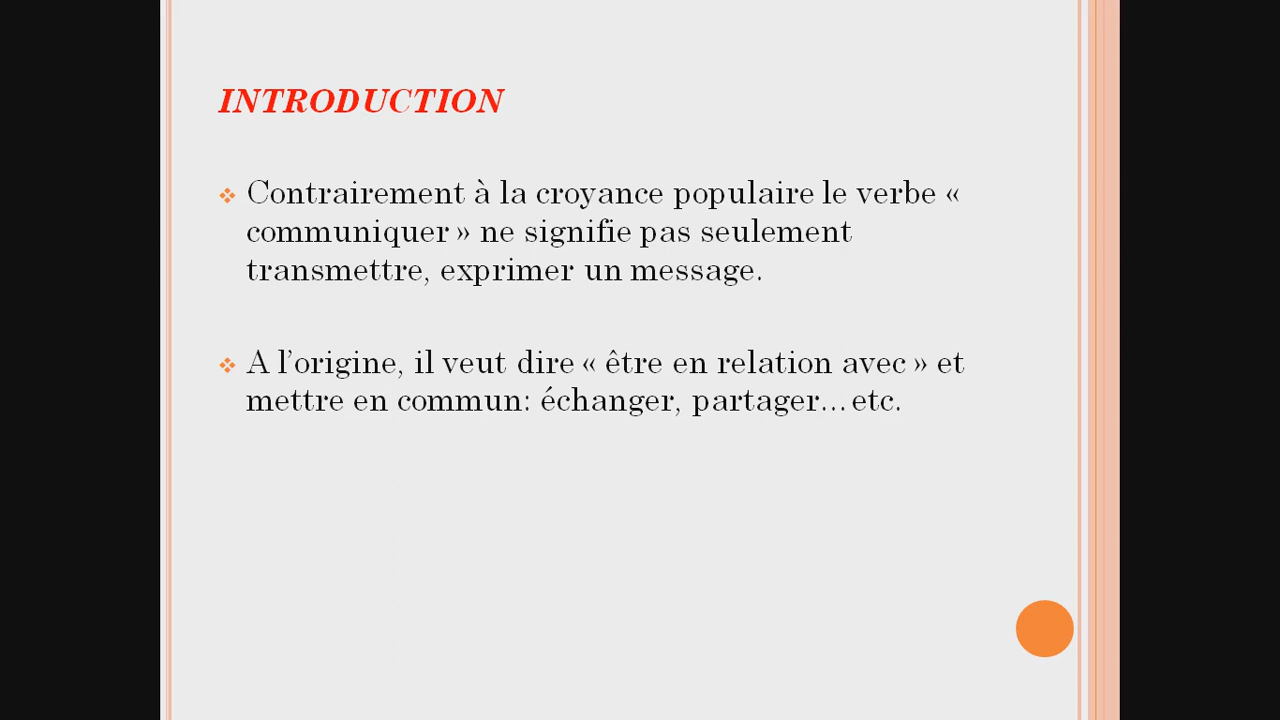 INTRODUCTION
Contrairement à la croyance populaire le verbe «
communiquer » ne signifie pas seulement
transmettre, exprimer un message.
A l’origine, il veut dire « être en relation avec » et
mettre en commun: échanger, partager…etc.